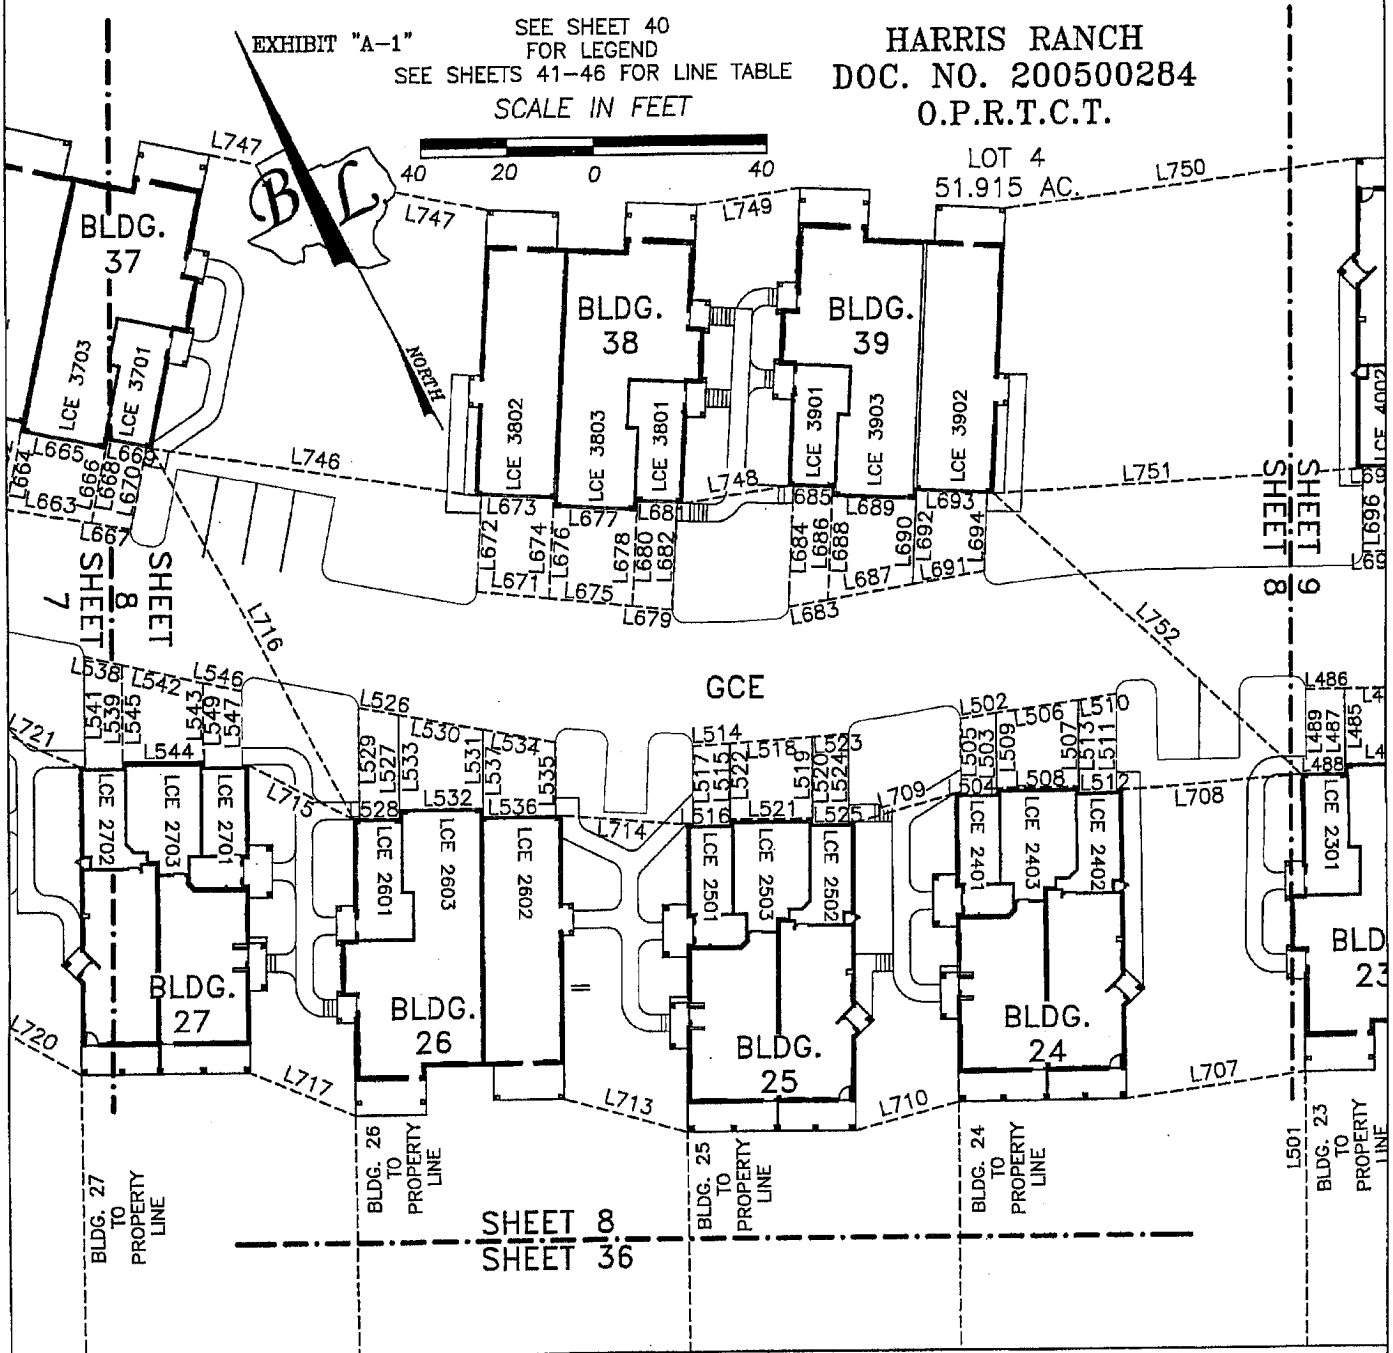 EXHIBIT "A-1"
SEE SHEET 40
FOR LEGEND
SEE SHEETS 41-46 FOR LINE TABLE
SCALE IN FEET
40 20 0 40
HARRIS RANCH
DOC. NO. 200500284
O.P.R.T.C.T.
LOT 4
51.915 AC.
B L
NORTH
L747
L747
L749
L750
BLDG.
37
LCE 3703
LCE 3701
BLDG.
38
LCE 3802
LCE 3803
LCE 3801
BLDG.
39
LCE 3901
LCE 3903
LCE 3902
LCE 4002
L664
L665
L666
L668
L670
L663
L667
L746
L748
L751
L673
L677
L681
L685
L689
L693
L672
L674
L676
L678
L680
L682
L684
L686
L688
L690
L692
L694
L696
L671
L675
L679
L683
L687
L691
SHEET 9
SHEET 8
SHEET 8
SHEET 7
L716
L752
GCE
L538
L542
L546
L541
L539
L545
L543
L549
L547
L544
L721
L715
L526
L530
L534
L529
L527
L533
L531
L537
L535
L528
L532
L536
L714
L514
L518
L523
L517
L515
L522
L519
L520
L524
L516
L521
L525
L709
L502
L506
L510
L505
L503
L509
L507
L513
L511
L504
L508
L512
L708
L486
L489
L487
L485
L488
LCE 2702
LCE 2703
LCE 2701
BLDG.
27
LCE 2601
LCE 2603
LCE 2602
BLDG.
26
LCE 2501
LCE 2503
LCE 2502
BLDG.
25
LCE 2401
LCE 2403
LCE 2402
BLDG.
24
LCE 2301
BLD
23
L720
L717
L713
L710
L707
L501
BLDG. 27
TO
PROPERTY
LINE
BLDG. 26
TO
PROPERTY
LINE
BLDG. 25
TO
PROPERTY
LINE
BLDG. 24
TO
PROPERTY
LINE
BLDG. 23
TO
PROPERTY
LINE
SHEET 8
SHEET 36